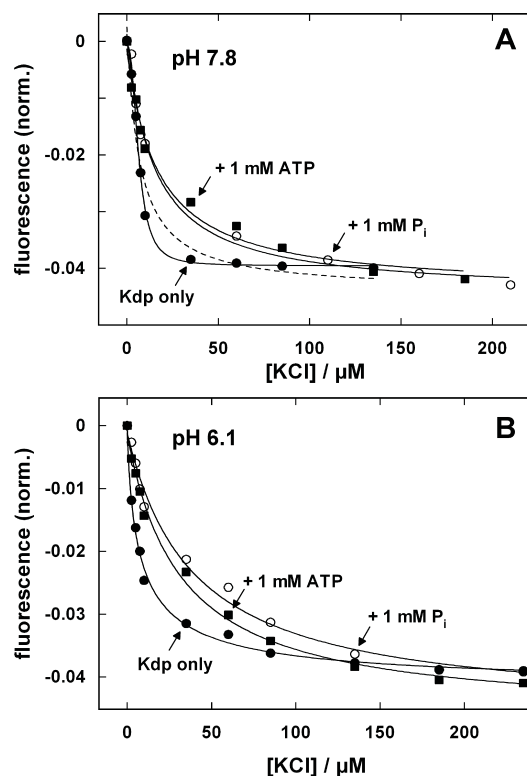 A
pH 7.8
0
-0.02
-0.04
fluorescence (norm.)
+ 1 mM ATP
+ 1 mM Pi
Kdp only
0 50 100 150 200
[KCl] / µM
B
pH 6.1
0
-0.01
-0.02
-0.03
-0.04
fluorescence (norm.)
+ 1 mM ATP
+ 1 mM Pi
Kdp only
0 50 100 150 200
[KCl] / µM